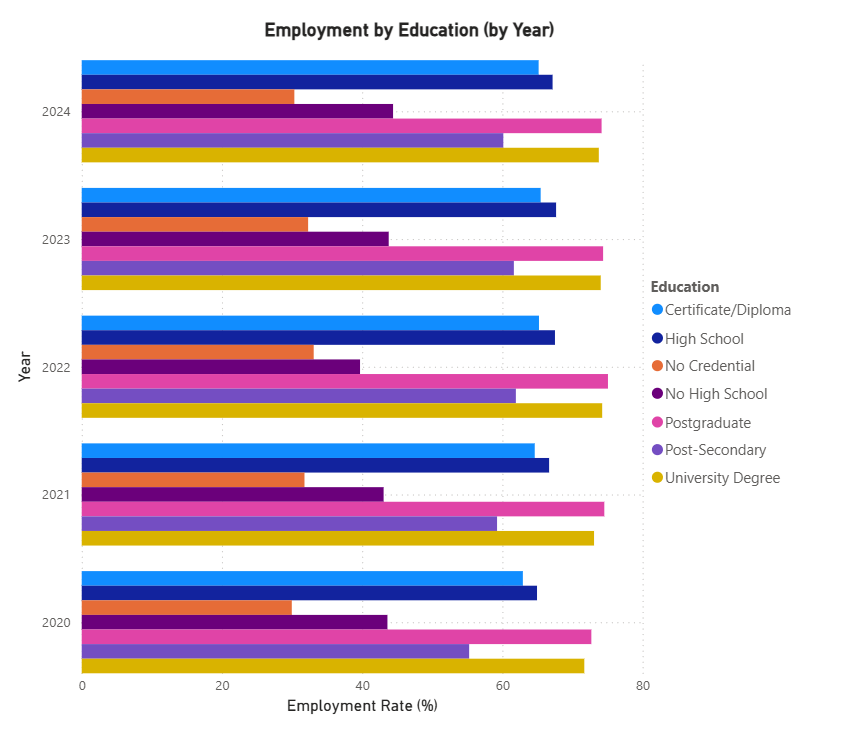 Employment by Education (by Year)
2024
2023
2022
2021
2020
Year
0 20 40 60 80
Employment Rate (%)
Education
Certificate/Diploma
High School
No Credential
No High School
Postgraduate
Post-Secondary
University Degree